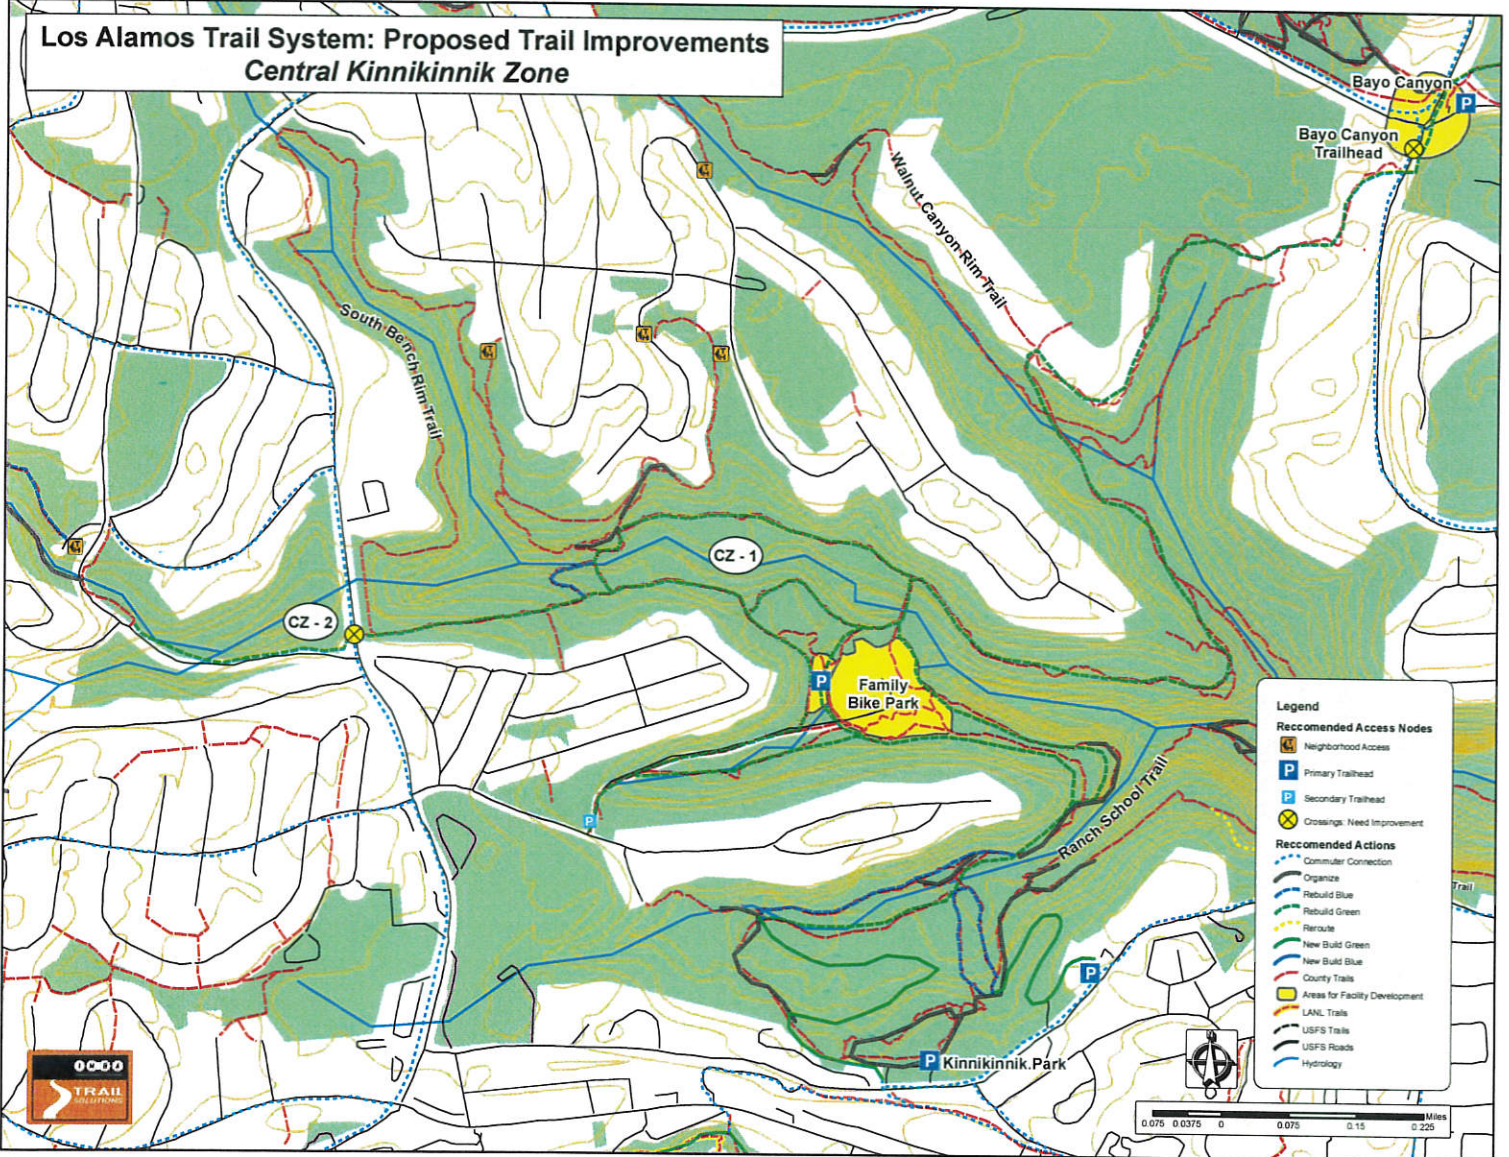 Los Alamos Trail System: Proposed Trail Improvements
Central Kinnikinnik Zone
Bayo Canyon
Bayo Canyon
Trailhead
P
Walnut Canyon Rim Trail
South Bench Rim Trail
CZ - 1
CZ - 2
P
Family
Bike Park
P
Ranch School Trail
P
P
Kinnikinnik Park
Trail
Legend
Reccomended Access Nodes
Neighborhood Access
P
Primary Trailhead
P
Secondary Trailhead
Crossings: Need Improvement
Reccomended Actions
Commuter Connection
Organize
Rebuild Blue
Rebuild Green
Reroute
New Build Green
New Build Blue
County Trails
Areas for Facility Development
LANL Trails
USFS Trails
USFS Roads
Hydrology
IMBA
TRAIL
SOLUTIONS
Miles
0.075 0.0375 0 0.075 0.15 0.225